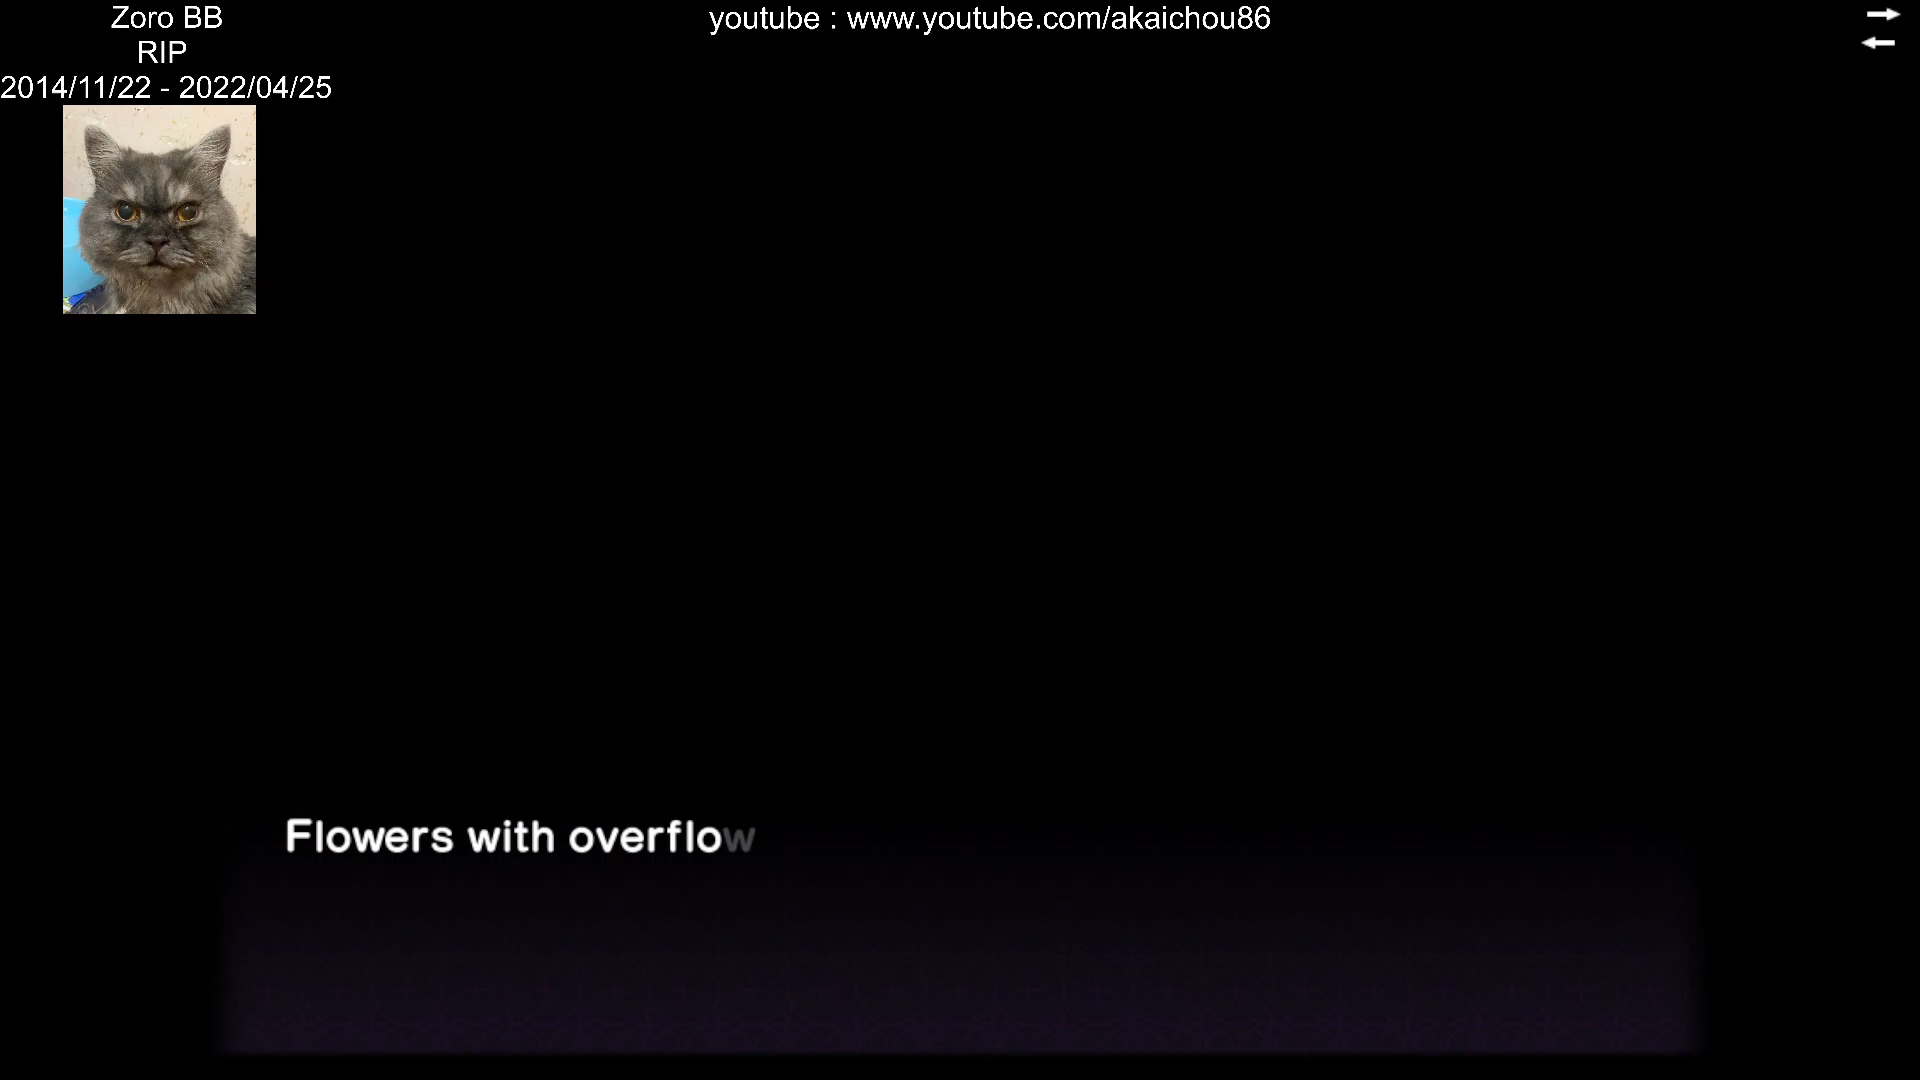 Zoro BB
RIP
2014/11/22 - 2022/04/25
youtube : www.youtube.com/akaichou86
Flowers with overflow